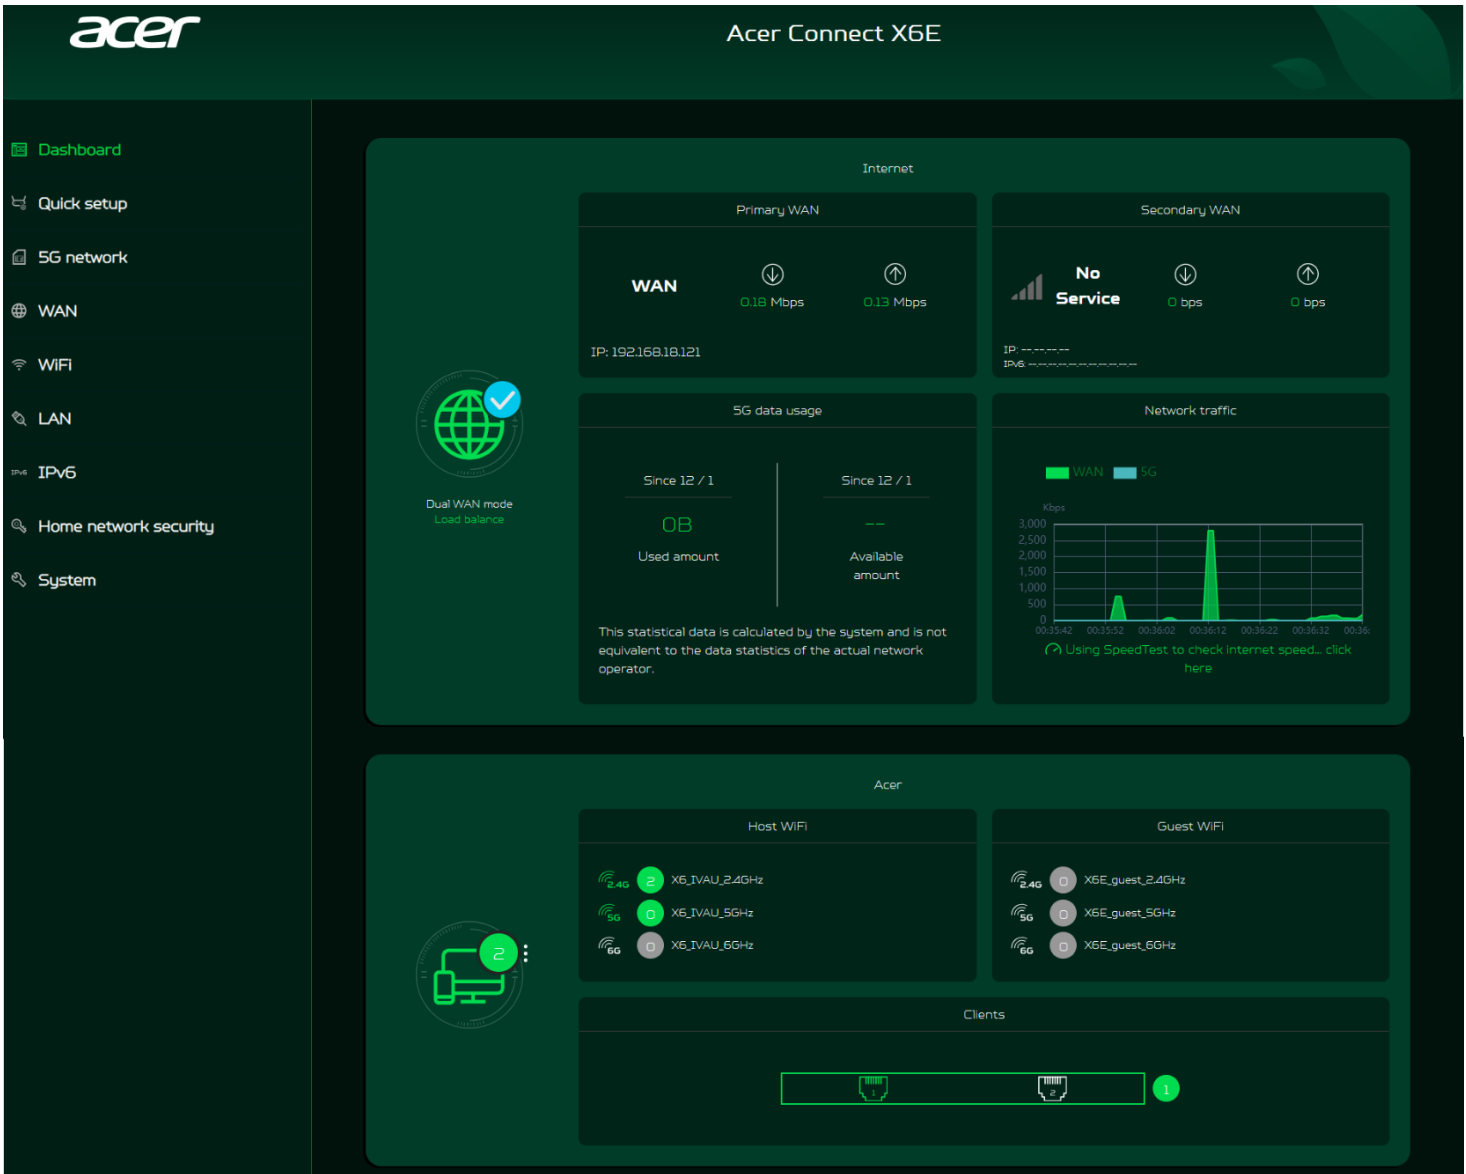 acer
Acer Connect X6E
Dashboard
Quick setup
5G network
WAN
WiFi
LAN
IPv6 IPv6
Home network security
System
Internet
Primary WAN
WAN
0.18 Mbps
0.13 Mbps
IP: 192.168.18.121
Secondary WAN
No
Service
0 bps
0 bps
IP: --.--.--.--
IPv6: --.--.--.--.--.--.--.--.--.--.--
Dual WAN mode
Load balance
5G data usage
Since 12 / 1
0B
Used amount
Since 12 / 1
--
Available
amount
This statistical data is calculated by the system and is not
equivalent to the data statistics of the actual network
operator.
Network traffic
WAN 5G
Kbps
3,000
2,500
2,000
1,500
1,000
500
0
00:35:42 00:35:52 00:36:02 00:36:12 00:36:22 00:36:32 00:36:
Using SpeedTest to check internet speed... click
here
Acer
2
Host WiFi
2.4G 2 X6_IVAU_2.4GHz
5G 0 X6_IVAU_5GHz
6G 0 X6_IVAU_6GHz
Guest WiFi
2.4G 0 X6E_guest_2.4GHz
5G 0 X6E_guest_5GHz
6G 0 X6E_guest_6GHz
Clients
1 2 1